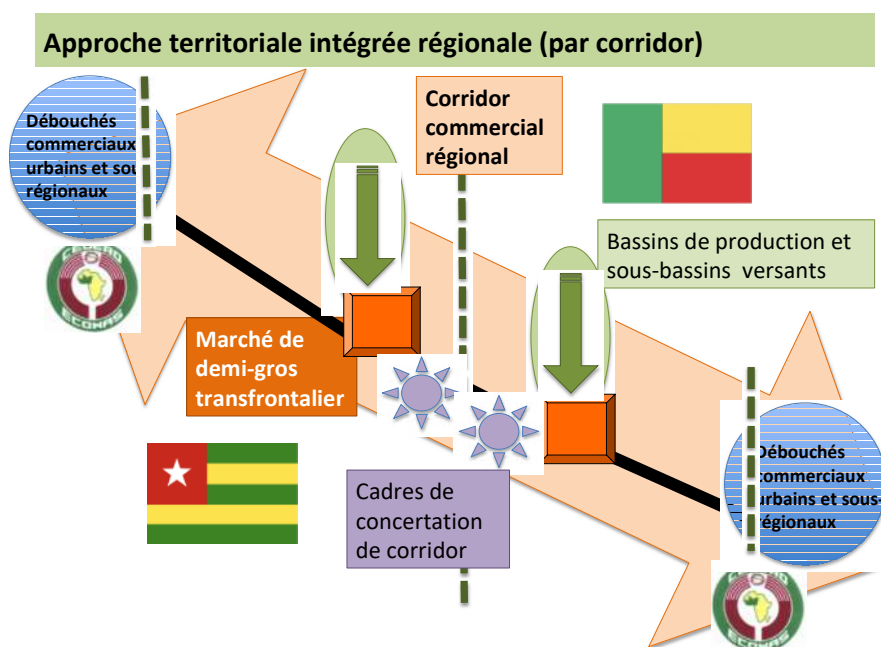 Approche territoriale intégrée régionale (par corridor)
Débouchés
commerciaux
urbains et sou
régionaux
Corridor
commercial
régional
Bassins de production et
sous-bassins versants
Marché de
demi-gros
transfrontalier
Cadres de
concertation
de corridor
Débouchés
commerciaux
urbains et sous-
régionaux
ECOWAS
ECOWAS